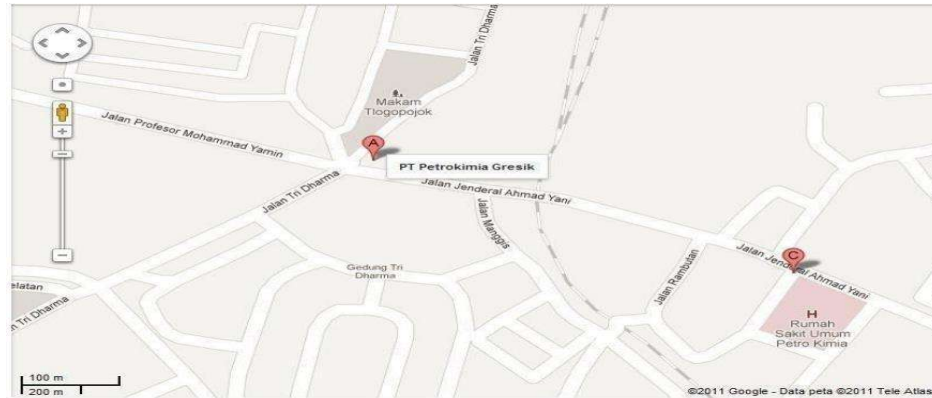 Jalan Tri Dharma
Makam
Tlogopojok
Jalan Profesor Mohammad Yamin
A
PT Petrokimia Gresik
Jalan Tri Dharma
Jalan Jenderal Ahmad Yani
Jalan Manggis
Gedung Tri
Dharma
Jalan Rambutan
Jalan Jenderal Ahmad Yani
C
elatan
Jalan Tri Dharma
H
Rumah
Sakit Umum
Petro Kimia
100 m
200 m
©2011 Google - Data peta ©2011 Tele Atlas